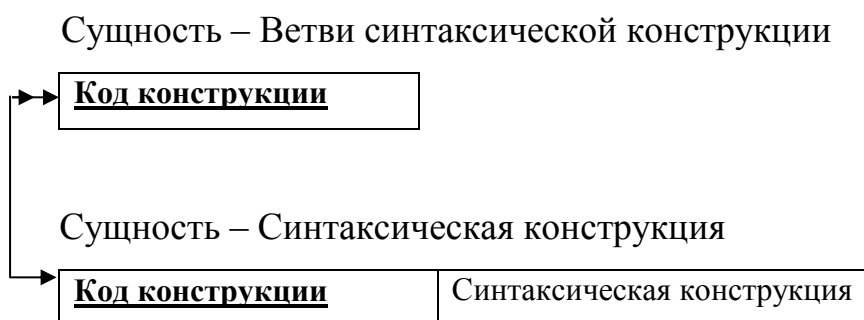 Сущность – Ветви синтаксической конструкции
Код конструкции
Сущность – Синтаксическая конструкция
Код конструкции Синтаксическая конструкция